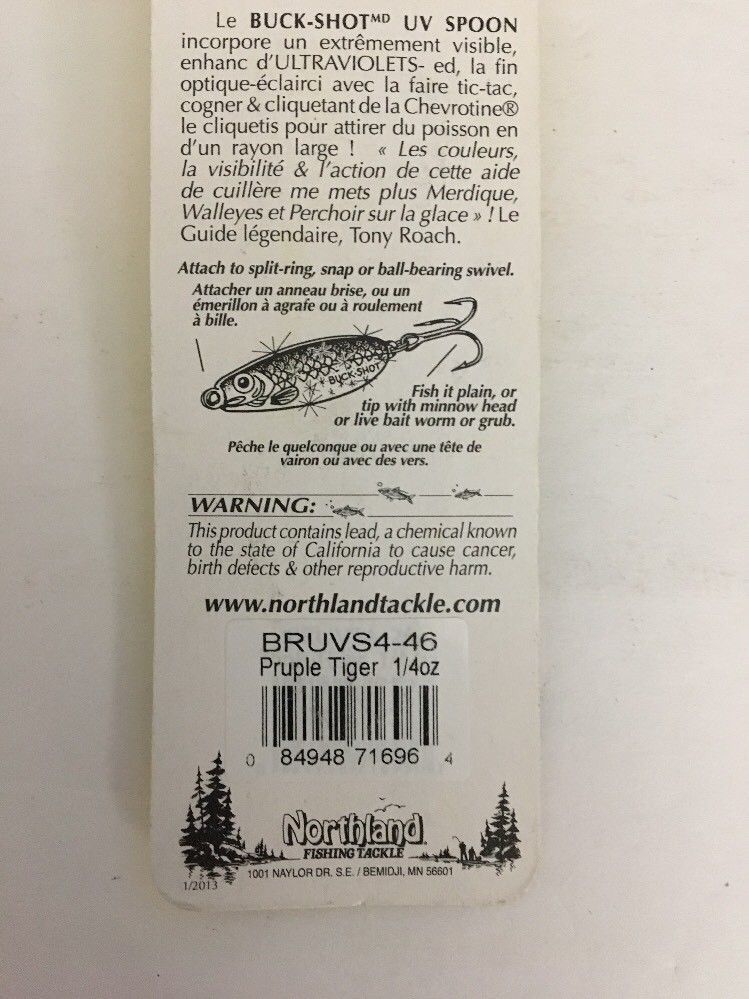 Le BUCK-SHOTᴹᴰ UV SPOON
incorpore un extrêmement visible,
enhanc d'ULTRAVIOLETS- ed, la fin
optique-éclairci avec la faire tic-tac,
cogner & cliquetant de la Chevrotine®
le cliquetis pour attirer du poisson en
d'un rayon large ! « Les couleurs,
la visibilité & l'action de cette aide
de cuillère me mets plus Merdique,
Walleyes et Perchoir sur la glace » ! Le
Guide légendaire, Tony Roach.
Attach to split-ring, snap or ball-bearing swivel.
Attacher un anneau brise, ou un
émerillon à agrafe ou à roulement
à bille.
BUCK-SHOT
Fish it plain, or
tip with minnow head
or live bait worm or grub.
Pêche le quelconque ou avec une tête de
vairon ou avec des vers.
WARNING:
This product contains lead, a chemical known
to the state of California to cause cancer,
birth defects & other reproductive harm.
www.northlandtackle.com
BRUVS4-46
Pruple Tiger 1/4oz
0 84948 71696 4
Northland
FISHING TACKLE
1001 NAYLOR DR. S.E. / BEMIDJI, MN 56601
1/2013